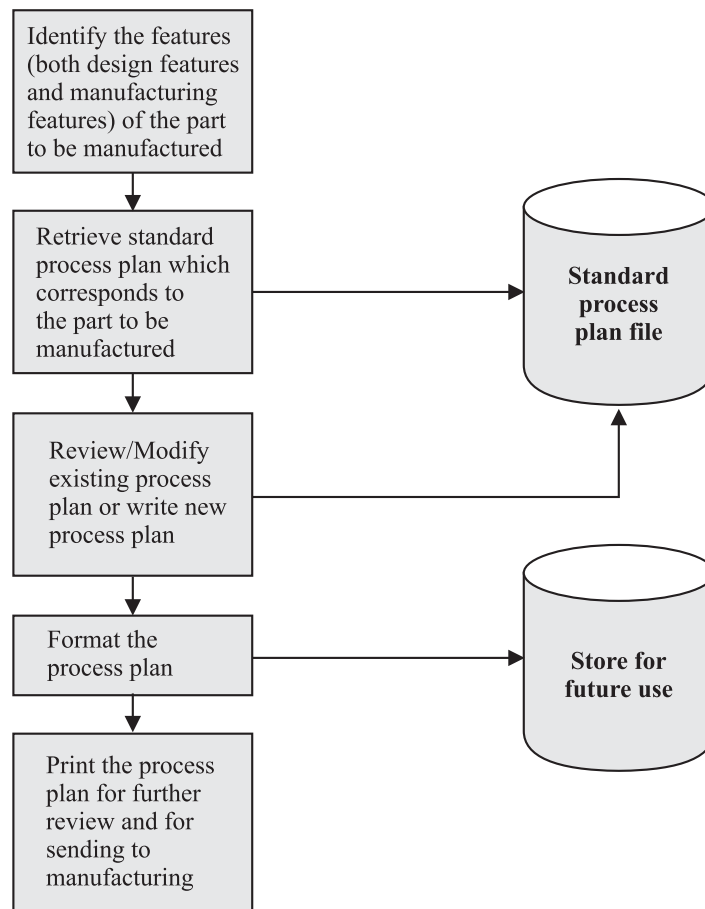 Identify the features
(both design features
and manufacturing
features) of the part
to be manufactured
Retrieve standard
process plan which
corresponds to
the part to be
manufactured
Standard
process
plan file
Review/Modify
existing process
plan or write new
process plan
Format the
process plan
Store for
future use
Print the process
plan for further
review and for
sending to
manufacturing